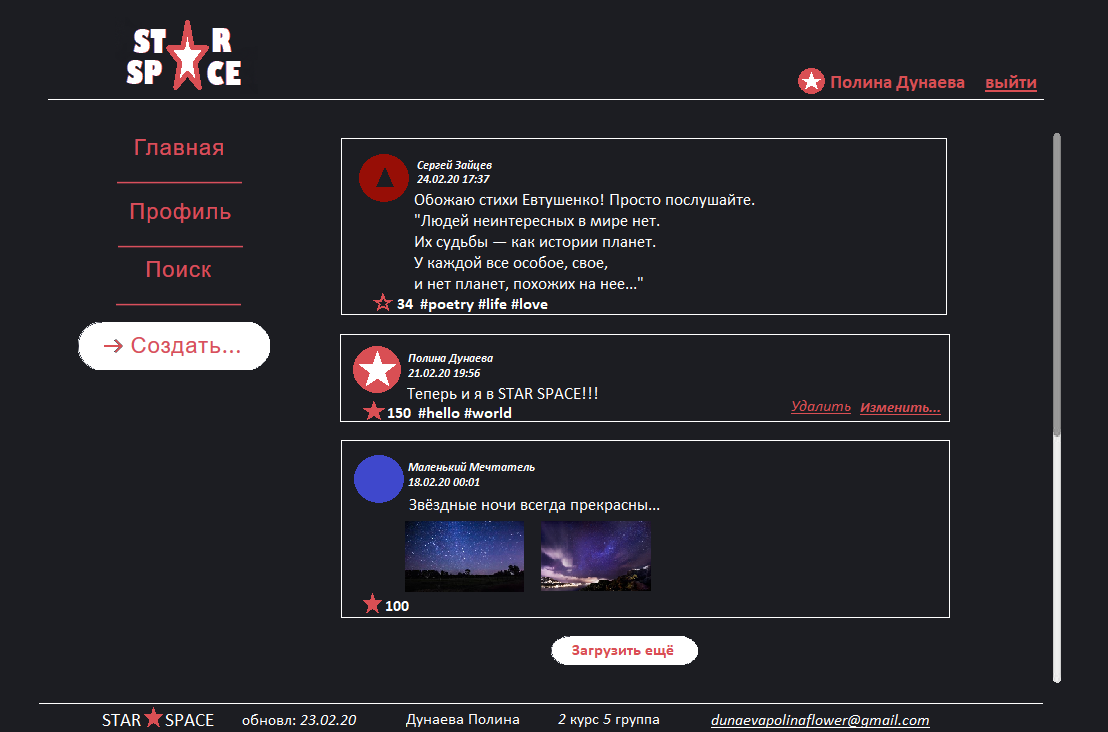 STAR
SPACE
Полина Дунаева выйти
Главная
Профиль
Поиск
→ Создать...
Сергей Зайцев
24.02.20 17:37
Обожаю стихи Евтушенко! Просто послушайте.
"Людей неинтересных в мире нет.
Их судьбы — как истории планет.
У каждой все особое, свое,
и нет планет, похожих на нее..."
34 #poetry #life #love
Полина Дунаева
21.02.20 19:56
Теперь и я в STAR SPACE!!!
150 #hello #world
Удалить Изменить...
Маленький Мечтатель
18.02.20 00:01
Звёздные ночи всегда прекрасны...
100
Загрузить ещё
STAR SPACE обновл: 23.02.20 Дунаева Полина 2 курс 5 группа dunaevapolinaflower@gmail.com